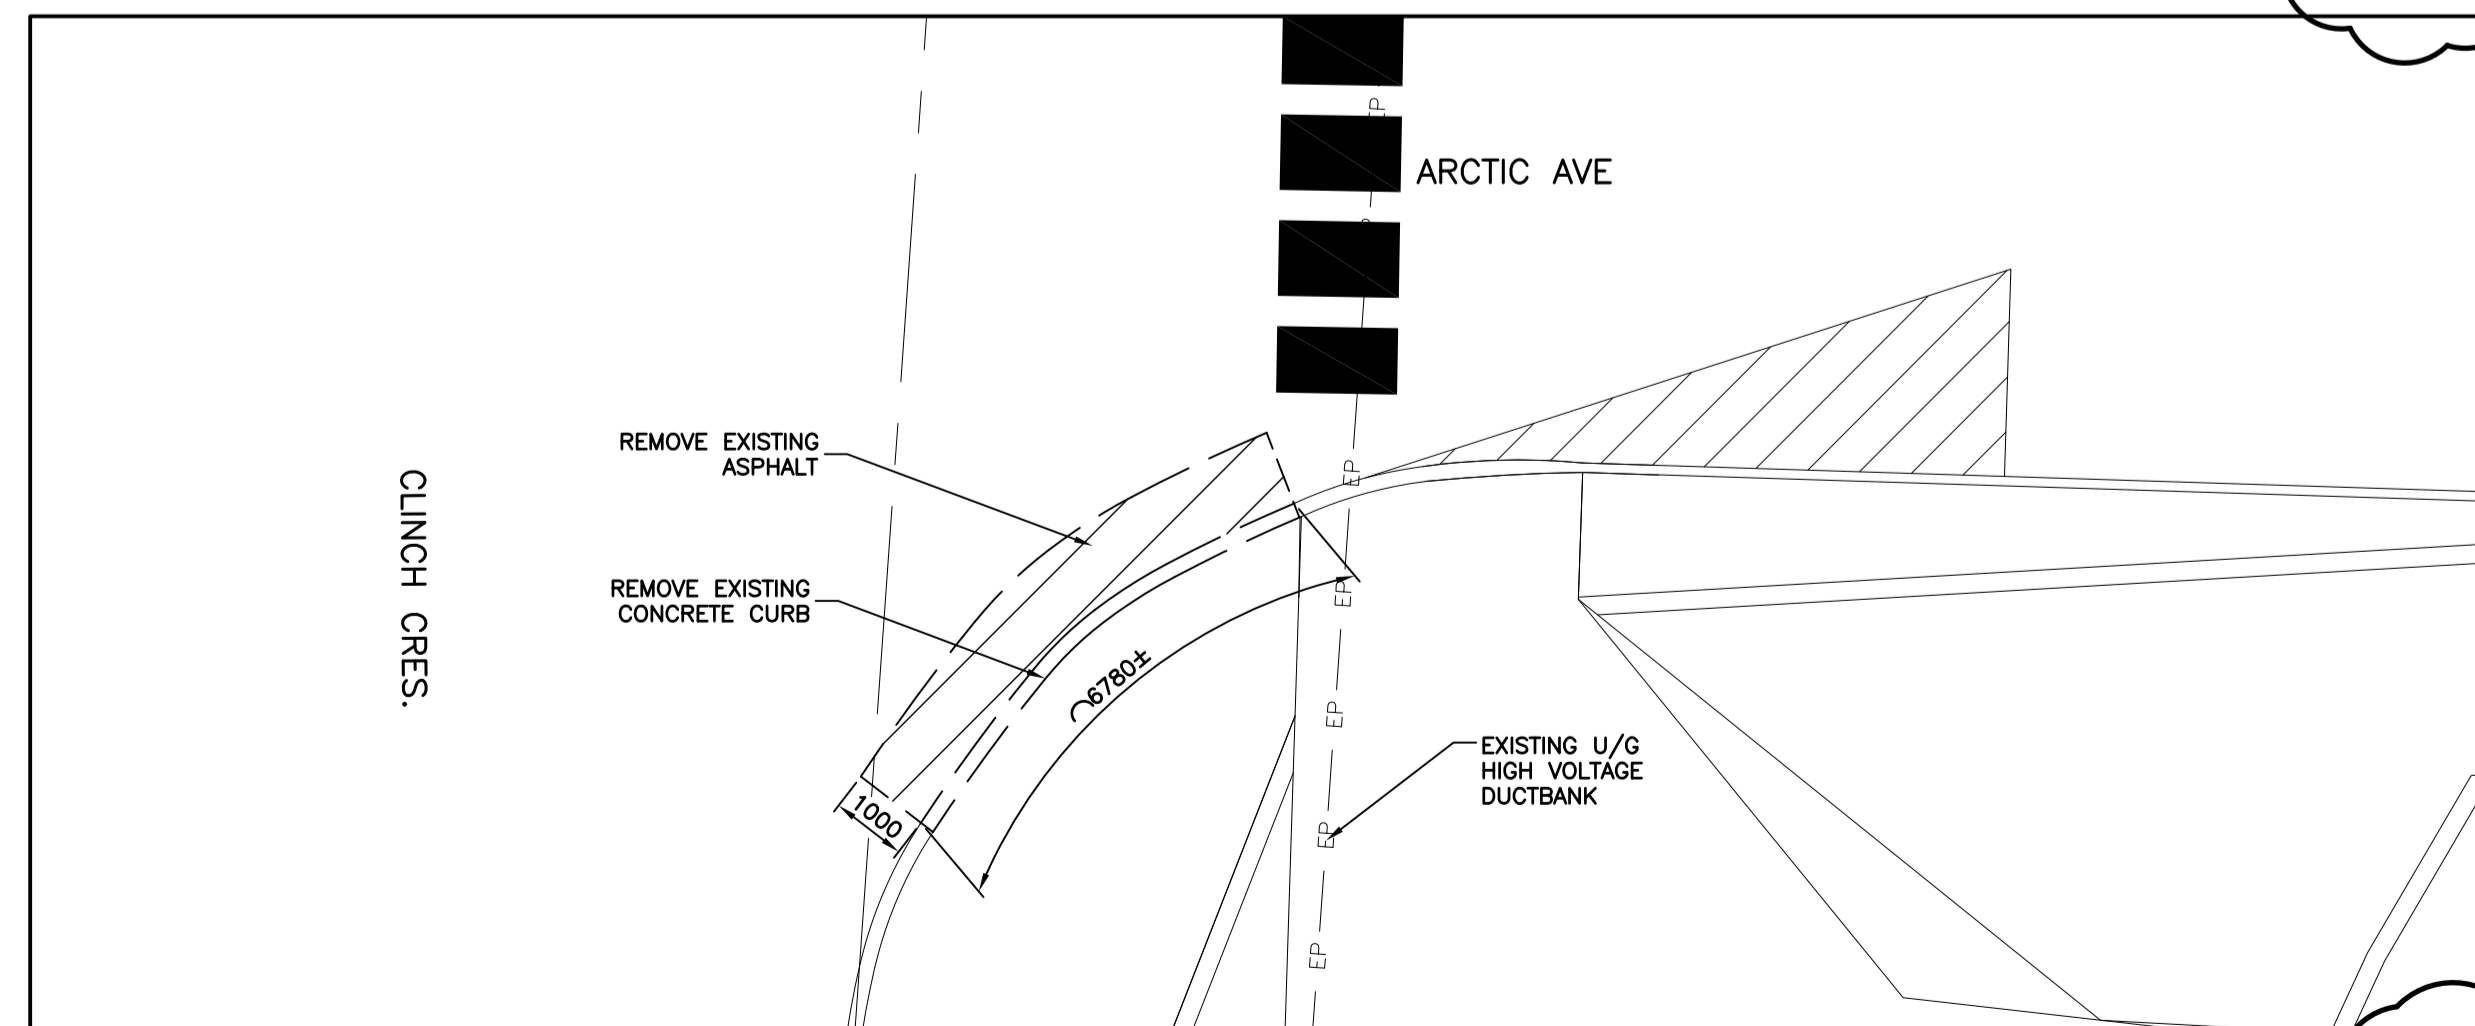 EP
ARCTIC AVE
REMOVE EXISTING
ASPHALT
EP
CLINCH CRES.
REMOVE EXISTING
CONCRETE CURB
EP
⌒6780±
EP
EXISTING U/G
HIGH VOLTAGE
DUCTBANK
1000
EP
EP